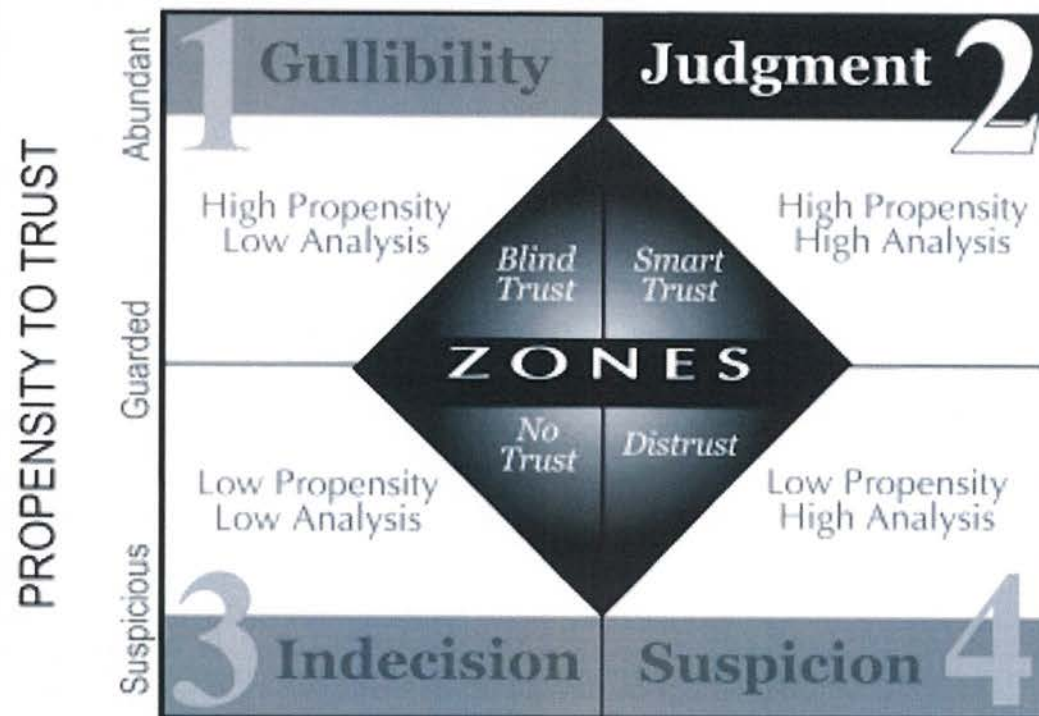 PROPENSITY TO TRUST
Abundant
Guarded
Suspicious
1 Gullibility
Judgment 2
High Propensity
Low Analysis
High Propensity
High Analysis
Blind
Trust
Smart
Trust
ZONES
No
Trust
Distrust
Low Propensity
Low Analysis
Low Propensity
High Analysis
3 Indecision
Suspicion 4